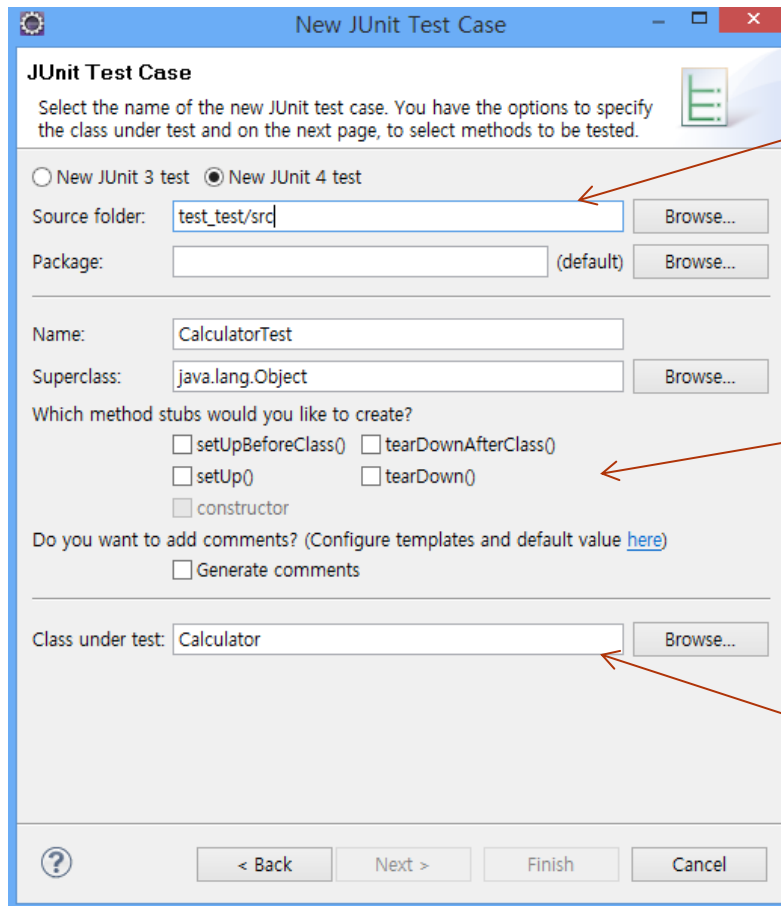 New JUnit Test Case
JUnit Test Case
Select the name of the new JUnit test case. You have the options to specify
the class under test and on the next page, to select methods to be tested.
New JUnit 3 test New JUnit 4 test
Source folder: test_test/src Browse...
Package: (default) Browse...
Name: CalculatorTest
Superclass: java.lang.Object Browse...
Which method stubs would you like to create?
setUpBeforeClass() tearDownAfterClass()
setUp() tearDown()
constructor
Do you want to add comments? (Configure templates and default value here)
Generate comments
Class under test: Calculator Browse...
? < Back Next > Finish Cancel